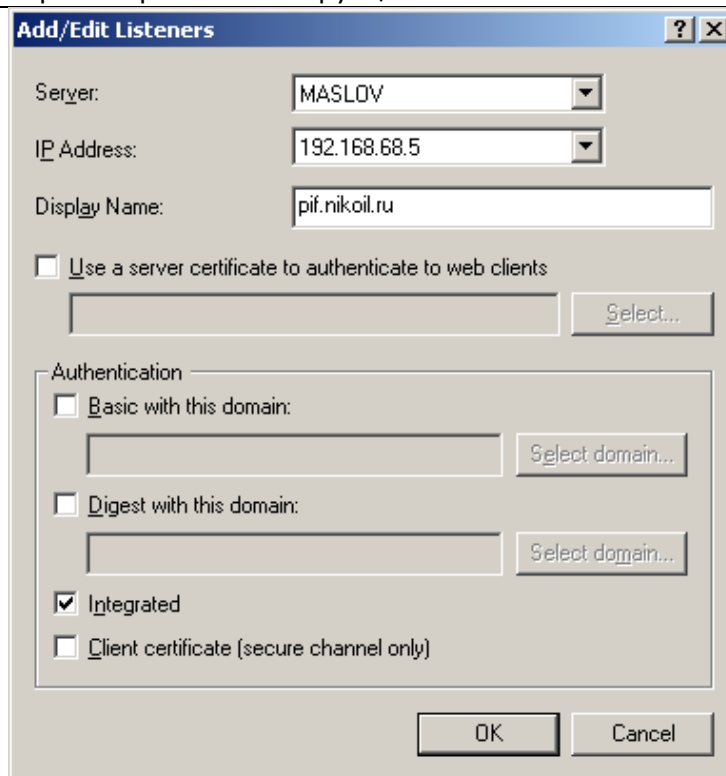 Add/Edit Listeners
Server: MASLOV
IP Address: 192.168.68.5
Display Name: pif.nikoil.ru
Use a server certificate to authenticate to web clients
Select...
Authentication
Basic with this domain:
Select domain...
Digest with this domain:
Select domain...
Integrated
Client certificate (secure channel only)
OK Cancel